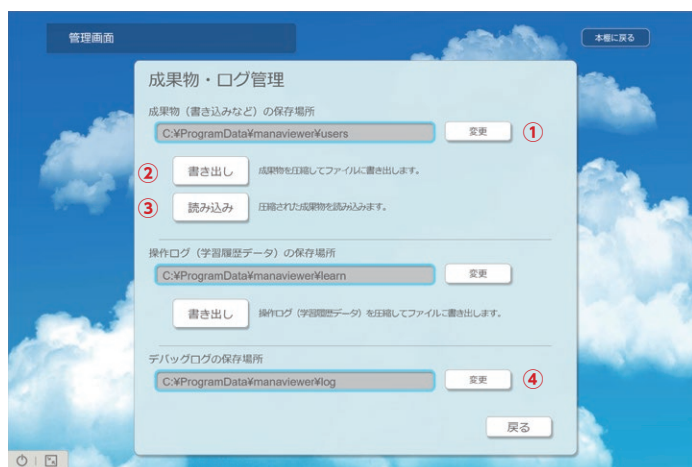 管理画面
本棚に戻る
成果物・ログ管理
成果物（書き込みなど）の保存場所
C:¥ProgramData¥manaviewer¥users
変更 ①
② 書き出し 成果物を圧縮してファイルに書き出します。
③ 読み込み 圧縮された成果物を読み込みます。
操作ログ（学習履歴データ）の保存場所
C:¥ProgramData¥manaviewer¥learn
変更
書き出し 操作ログ（学習履歴データ）を圧縮してファイルに書き出します。
デバッグログの保存場所
C:¥ProgramData¥manaviewer¥log
変更 ④
戻る